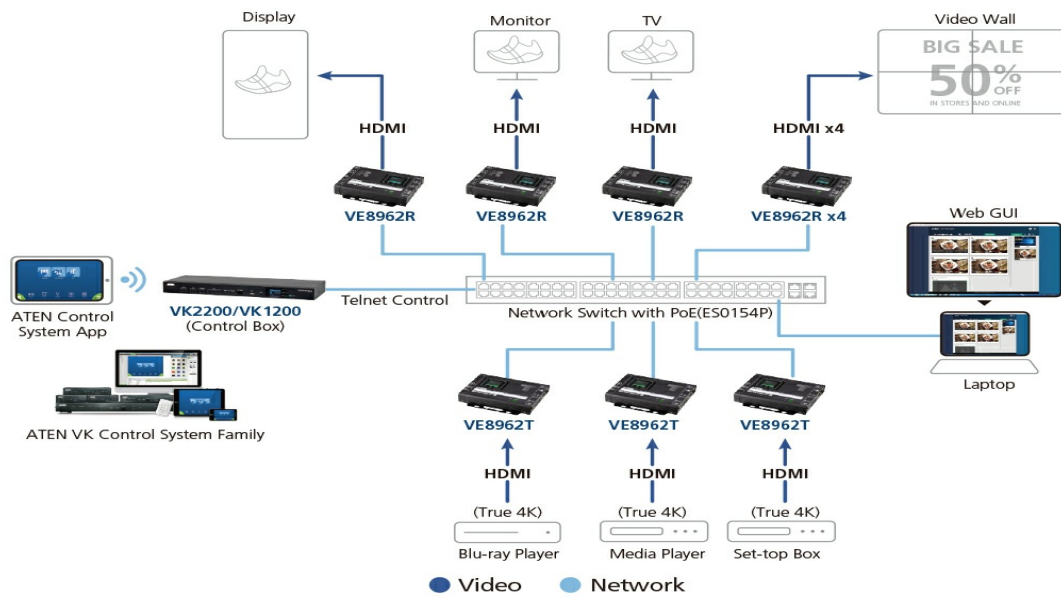 Display
Monitor
TV
Video Wall
BIG SALE
50% OFF
IN STORES AND ONLINE
HDMI
HDMI
HDMI
HDMI x4
VE8962R
VE8962R
VE8962R
VE8962R x4
Web GUI
ATEN Control
System App
VK2200/VK1200
(Control Box)
Telnet Control
Network Switch with PoE(ES0154P)
Laptop
ATEN VK Control System Family
VE8962T
VE8962T
VE8962T
HDMI
HDMI
HDMI
(True 4K)
(True 4K)
(True 4K)
Blu-ray Player
Media Player
Set-top Box
Video
Network